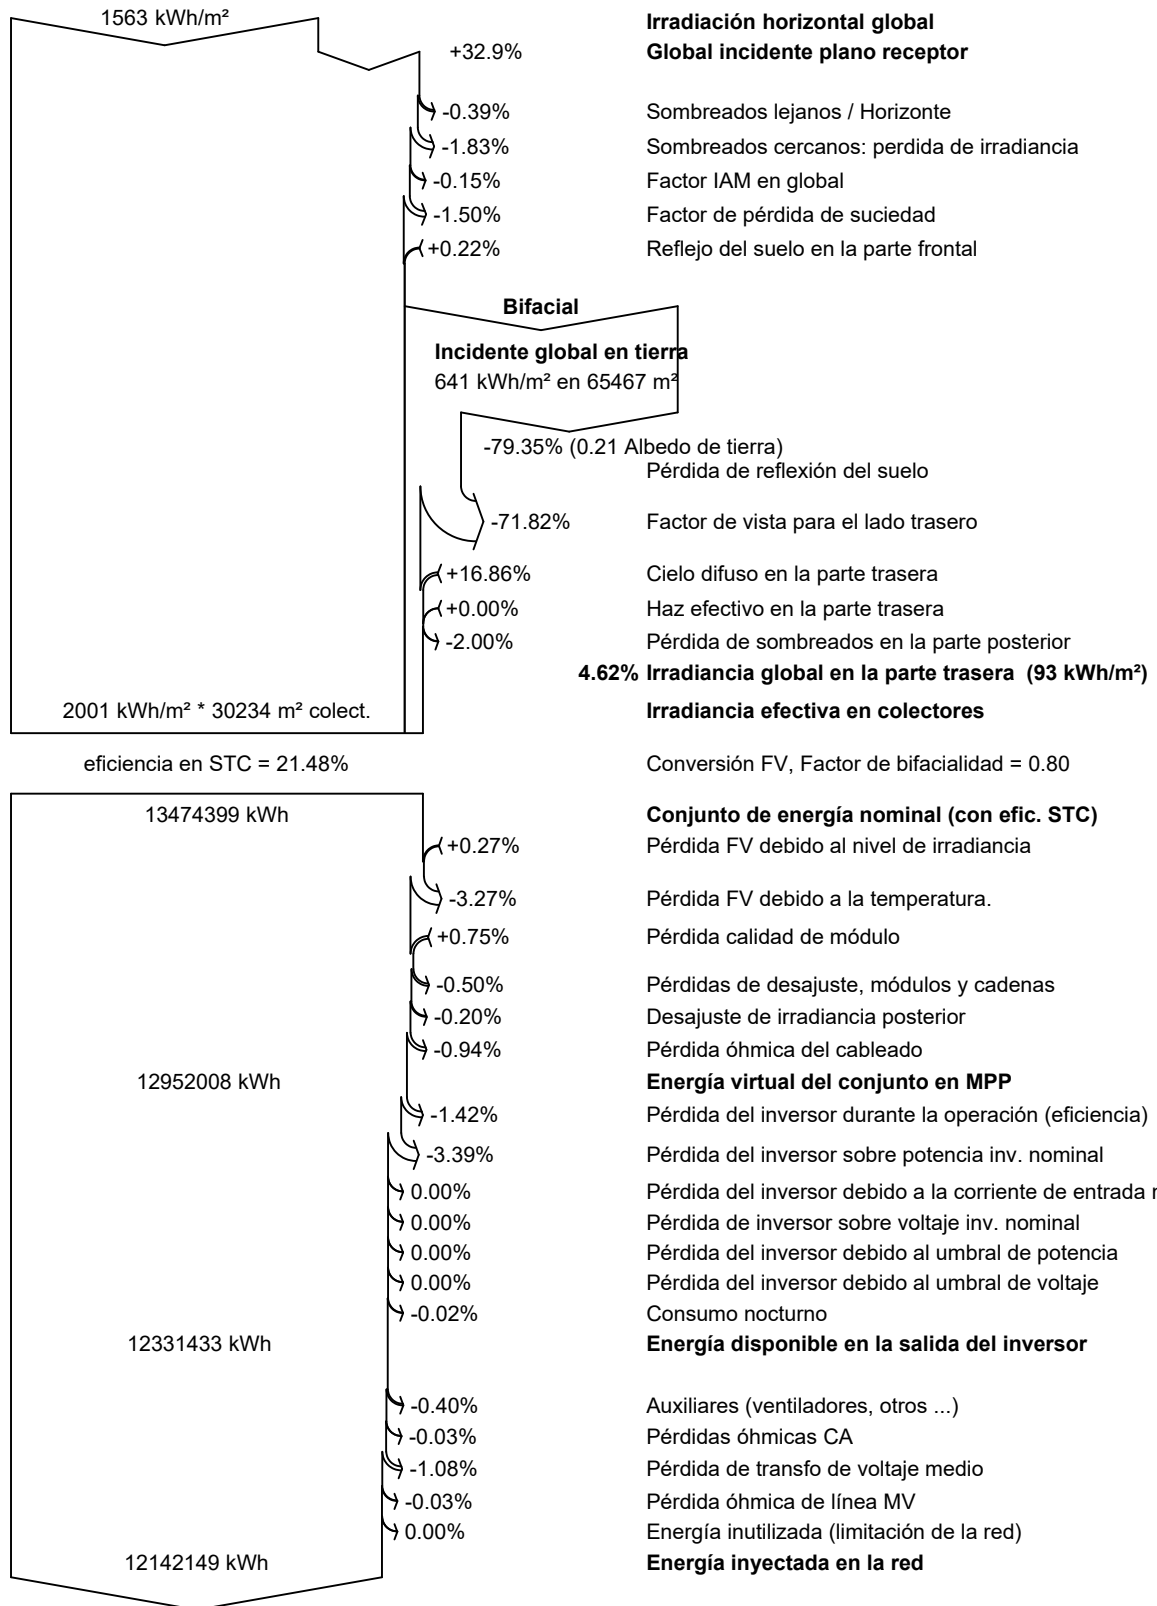 1563 kWh/m² Irradiación horizontal global
+32.9% Global incidente plano receptor
-0.39% Sombreados lejanos / Horizonte
-1.83% Sombreados cercanos: perdida de irradiancia
-0.15% Factor IAM en global
-1.50% Factor de pérdida de suciedad
+0.22% Reflejo del suelo en la parte frontal
Bifacial
Incidente global en tierra
641 kWh/m² en 65467 m²
-79.35% (0.21 Albedo de tierra)
Pérdida de reflexión del suelo
-71.82% Factor de vista para el lado trasero
+16.86% Cielo difuso en la parte trasera
+0.00% Haz efectivo en la parte trasera
-2.00% Pérdida de sombreados en la parte posterior
4.62% Irradiancia global en la parte trasera (93 kWh/m²)
2001 kWh/m² * 30234 m² colect. Irradiancia efectiva en colectores
eficiencia en STC = 21.48% Conversión FV, Factor de bifacialidad = 0.80
13474399 kWh Conjunto de energía nominal (con efic. STC)
+0.27% Pérdida FV debido al nivel de irradiancia
-3.27% Pérdida FV debido a la temperatura.
+0.75% Pérdida calidad de módulo
-0.50% Pérdidas de desajuste, módulos y cadenas
-0.20% Desajuste de irradiancia posterior
-0.94% Pérdida óhmica del cableado
12952008 kWh Energía virtual del conjunto en MPP
-1.42% Pérdida del inversor durante la operación (eficiencia)
-3.39% Pérdida del inversor sobre potencia inv. nominal
0.00% Pérdida del inversor debido a la corriente de entrada
0.00% Pérdida de inversor sobre voltaje inv. nominal
0.00% Pérdida del inversor debido al umbral de potencia
0.00% Pérdida del inversor debido al umbral de voltaje
-0.02% Consumo nocturno
12331433 kWh Energía disponible en la salida del inversor
-0.40% Auxiliares (ventiladores, otros ...)
-0.03% Pérdidas óhmicas CA
-1.08% Pérdida de transfo de voltaje medio
-0.03% Pérdida óhmica de línea MV
0.00% Energía inutilizada (limitación de la red)
12142149 kWh Energía inyectada en la red